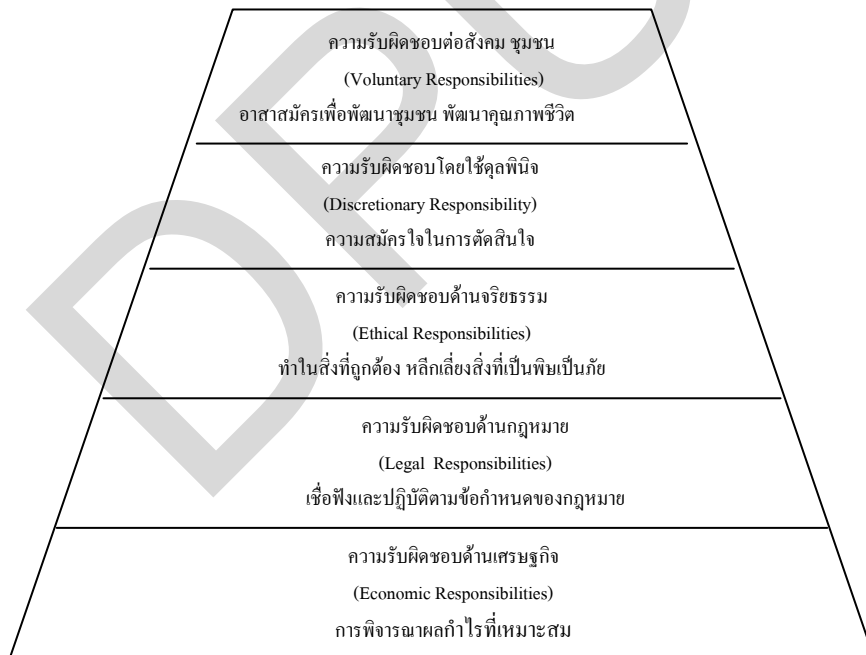 ความรับผิดชอบต่อสังคม ชุมชน
(Voluntary Responsibilities)
อาสาสมัครเพื่อพัฒนาชุมชน พัฒนาคุณภาพชีวิต
ความรับผิดชอบโดยใช้ดุลพินิจ
(Discretionary Responsibility)
ความสมัครใจในการตัดสินใจ
ความรับผิดชอบด้านจริยธรรม
(Ethical Responsibilities)
ทำในสิ่งที่ถูกต้อง หลีกเลี่ยงสิ่งที่เป็นพิษเป็นภัย
ความรับผิดชอบด้านกฎหมาย
(Legal Responsibilities)
เชื่อฟังและปฏิบัติตามข้อกำหนดของกฎหมาย
ความรับผิดชอบด้านเศรษฐกิจ
(Economic Responsibilities)
การพิจารณาผลกำไรที่เหมาะสม